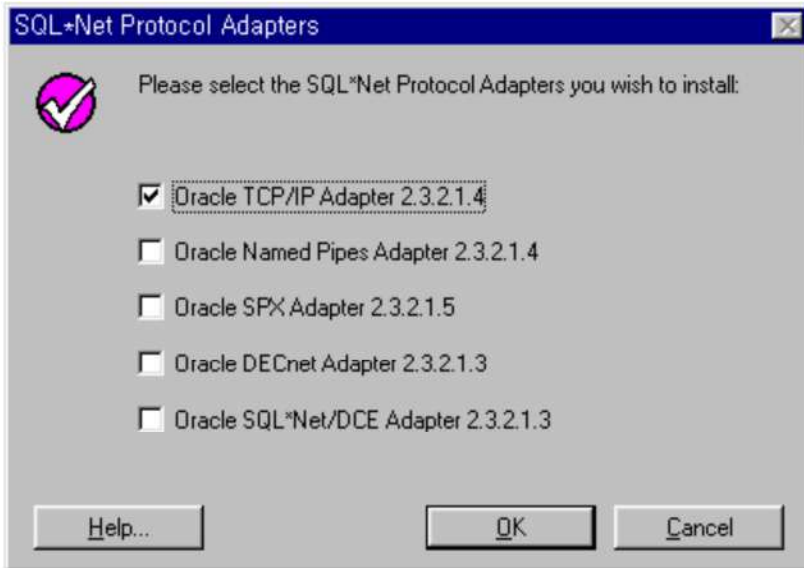 SQL*Net Protocol Adapters
Please select the SQL*Net Protocol Adapters you wish to install:
Oracle TCP/IP Adapter 2.3.2.1.4
Oracle Named Pipes Adapter 2.3.2.1.4
Oracle SPX Adapter 2.3.2.1.5
Oracle DECnet Adapter 2.3.2.1.3
Oracle SQL*Net/DCE Adapter 2.3.2.1.3
Help... OK Cancel